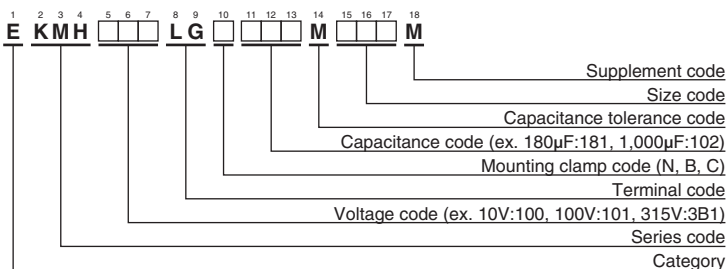 1 2 3 4 5 6 7 8 9 10 11 12 13 14 15 16 17 18
E K M H L G M M
Supplement code
Size code
Capacitance tolerance code
Capacitance code (ex. 180μF:181, 1,000μF:102)
Mounting clamp code (N, B, C)
Terminal code
Voltage code (ex. 10V:100, 100V:101, 315V:3B1)
Series code
Category